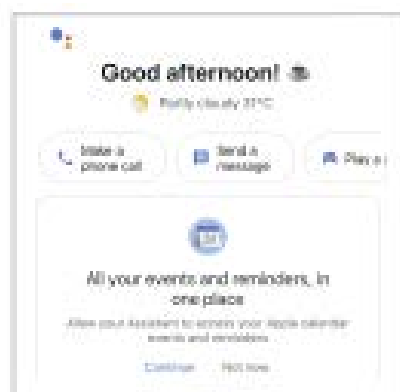 Good afternoon!
Partly cloudy 31°C
Make a
phone call
Send a
message
Play a
All your events and reminders, in
one place
Allow your Assistant to access your Apple calendar
events and reminders
Continue Not now